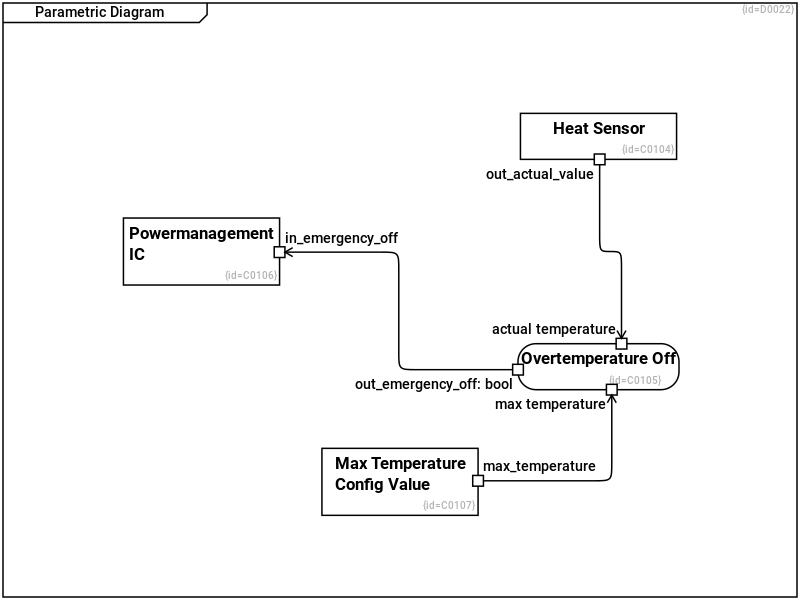 Parametric Diagram
{id=D0022}
Heat Sensor
{id=C0104}
out_actual_value
Powermanagement
IC
{id=C0106}
in_emergency_off
actual temperature
Overtemperature Off
{id=C0105}
out_emergency_off: bool
max temperature
Max Temperature
Config Value
{id=C0107}
max_temperature